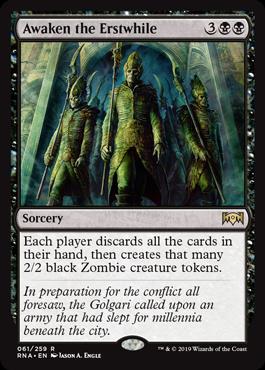 Awaken the Erstwhile 3
Sorcery
Each player discards all the cards in
their hand, then creates that many
2/2 black Zombie creature tokens.
In preparation for the conflict all
foresaw, the Golgari called upon an
army that had slept for millennia
beneath the city.
061/259 R
RNA • EN Jason A. Engle
™ & © 2019 Wizards of the Coast